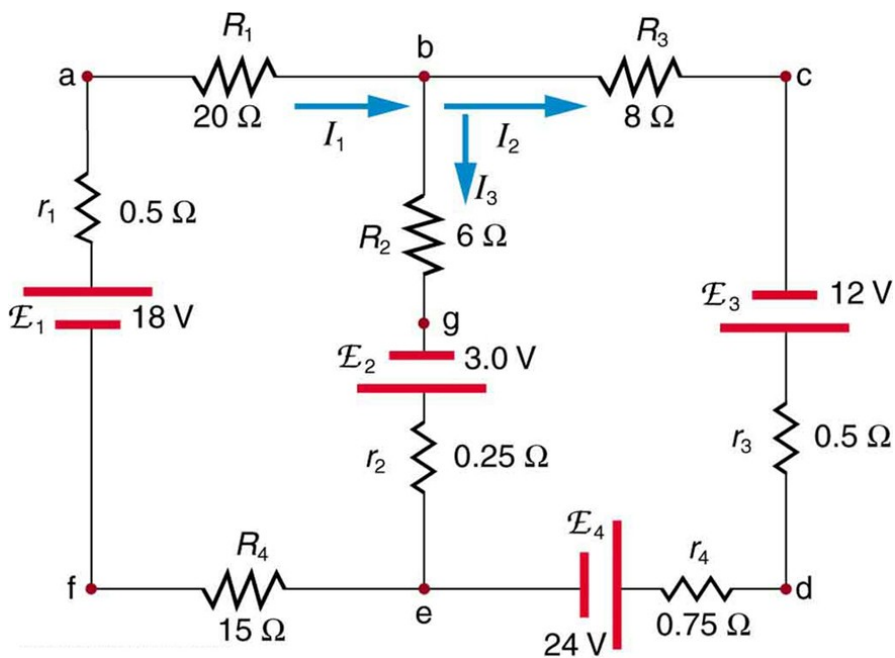 R₁
b
R₃
a
c
20 Ω
I₁
I₂
8 Ω
I₃
r₁
0.5 Ω
R₂
6 Ω
ℰ₁
18 V
g
ℰ₂
3.0 V
ℰ₃
12 V
r₂
0.25 Ω
r₃
0.5 Ω
ℰ₄
r₄
R₄
f
e
d
15 Ω
24 V
0.75 Ω